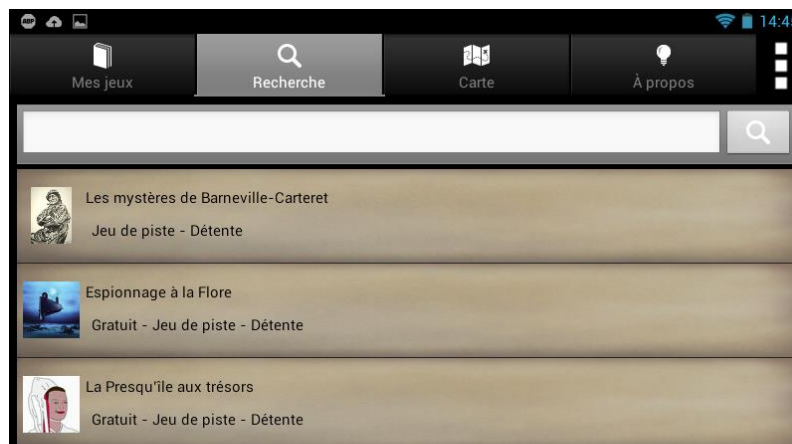 ABP
14:4
Mes jeux
Recherche
Carte
À propos
Les mystères de Barneville-Carteret
Jeu de piste - Détente
Espionnage à la Flore
Gratuit - Jeu de piste - Détente
La Presqu'île aux trésors
Gratuit - Jeu de piste - Détente